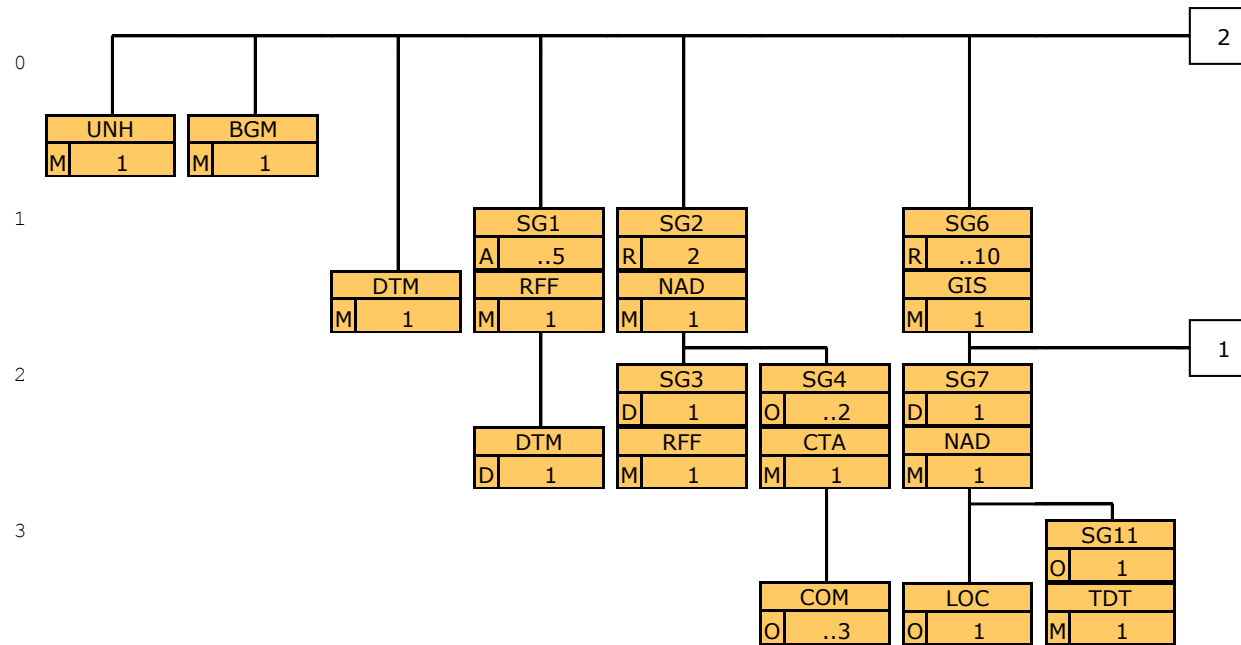 2
0
UNH BGM
M 1 M 1
1
SG1 SG2 SG6
A ..5 R 2 R ..10
DTM RFF NAD GIS
M 1 M 1 M 1 M 1
1
2
SG3 SG4 SG7
D 1 O ..2 D 1
DTM RFF CTA NAD
D 1 M 1 M 1 M 1
3
SG11
O 1
COM LOC TDT
O ..3 O 1 M 1